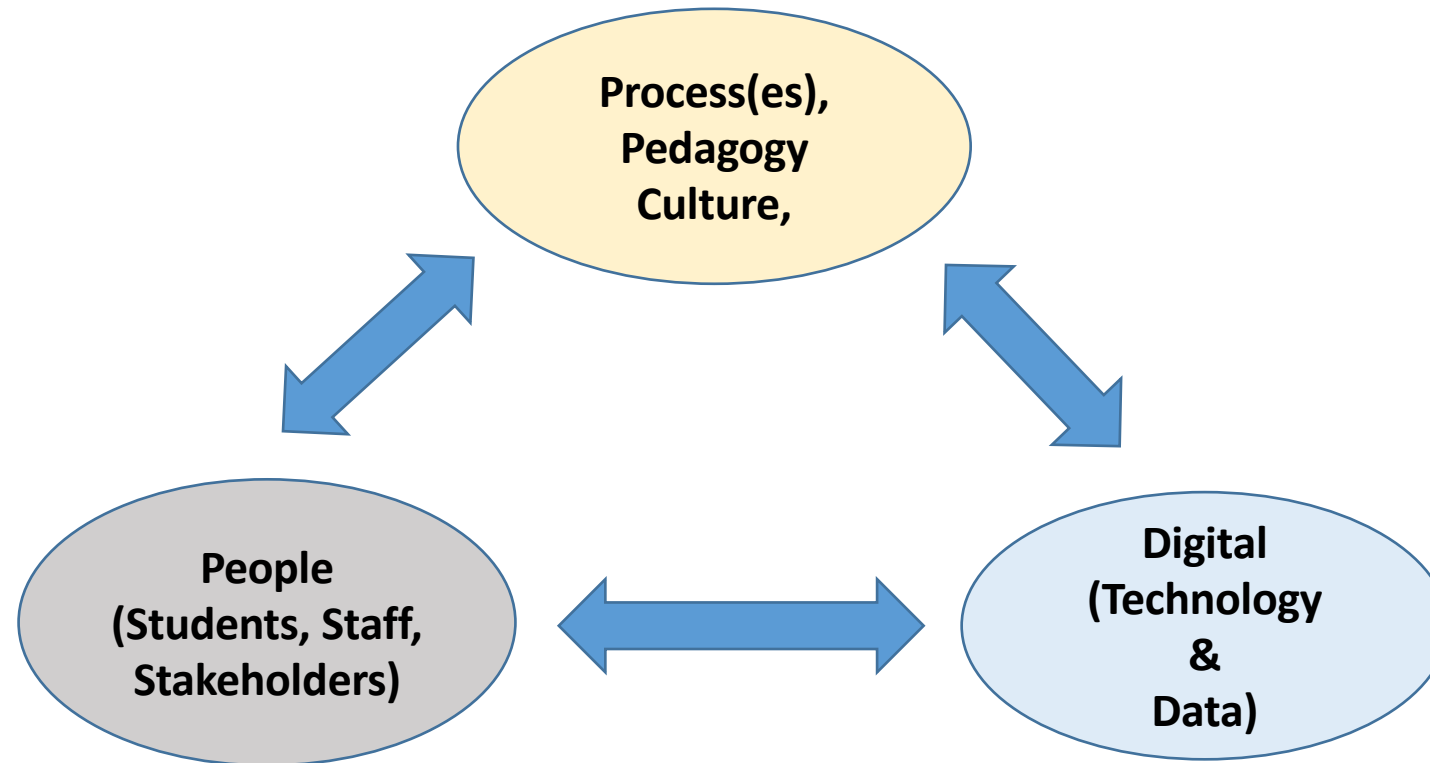 Process(es),
Pedagogy
Culture,
People
(Students, Staff,
Stakeholders)
Digital
(Technology
&
Data)